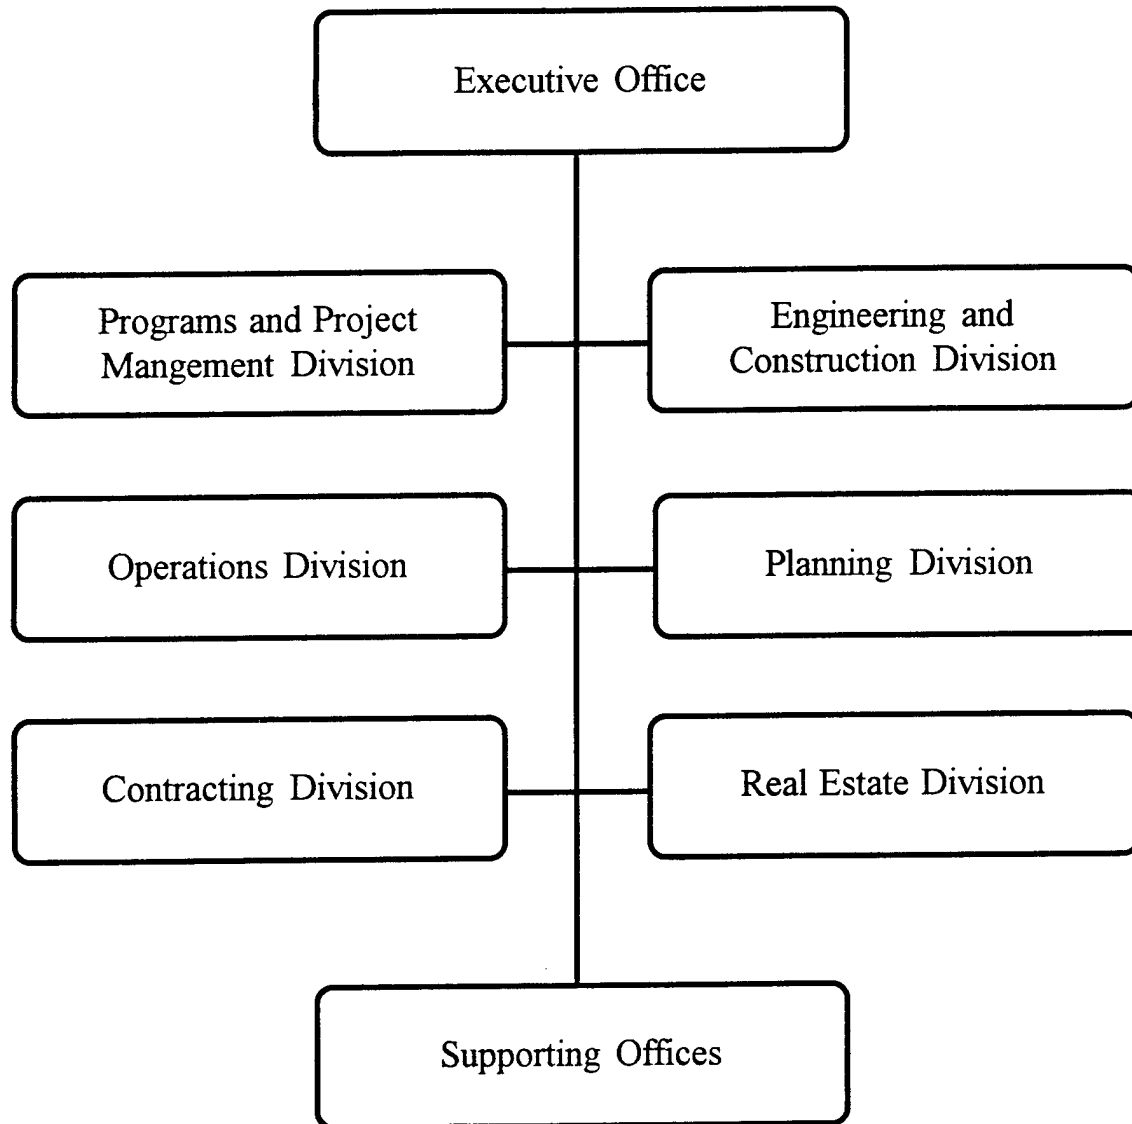 Executive Office
Programs and Project
Mangement Division
Engineering and
Construction Division
Operations Division
Planning Division
Contracting Division
Real Estate Division
Supporting Offices